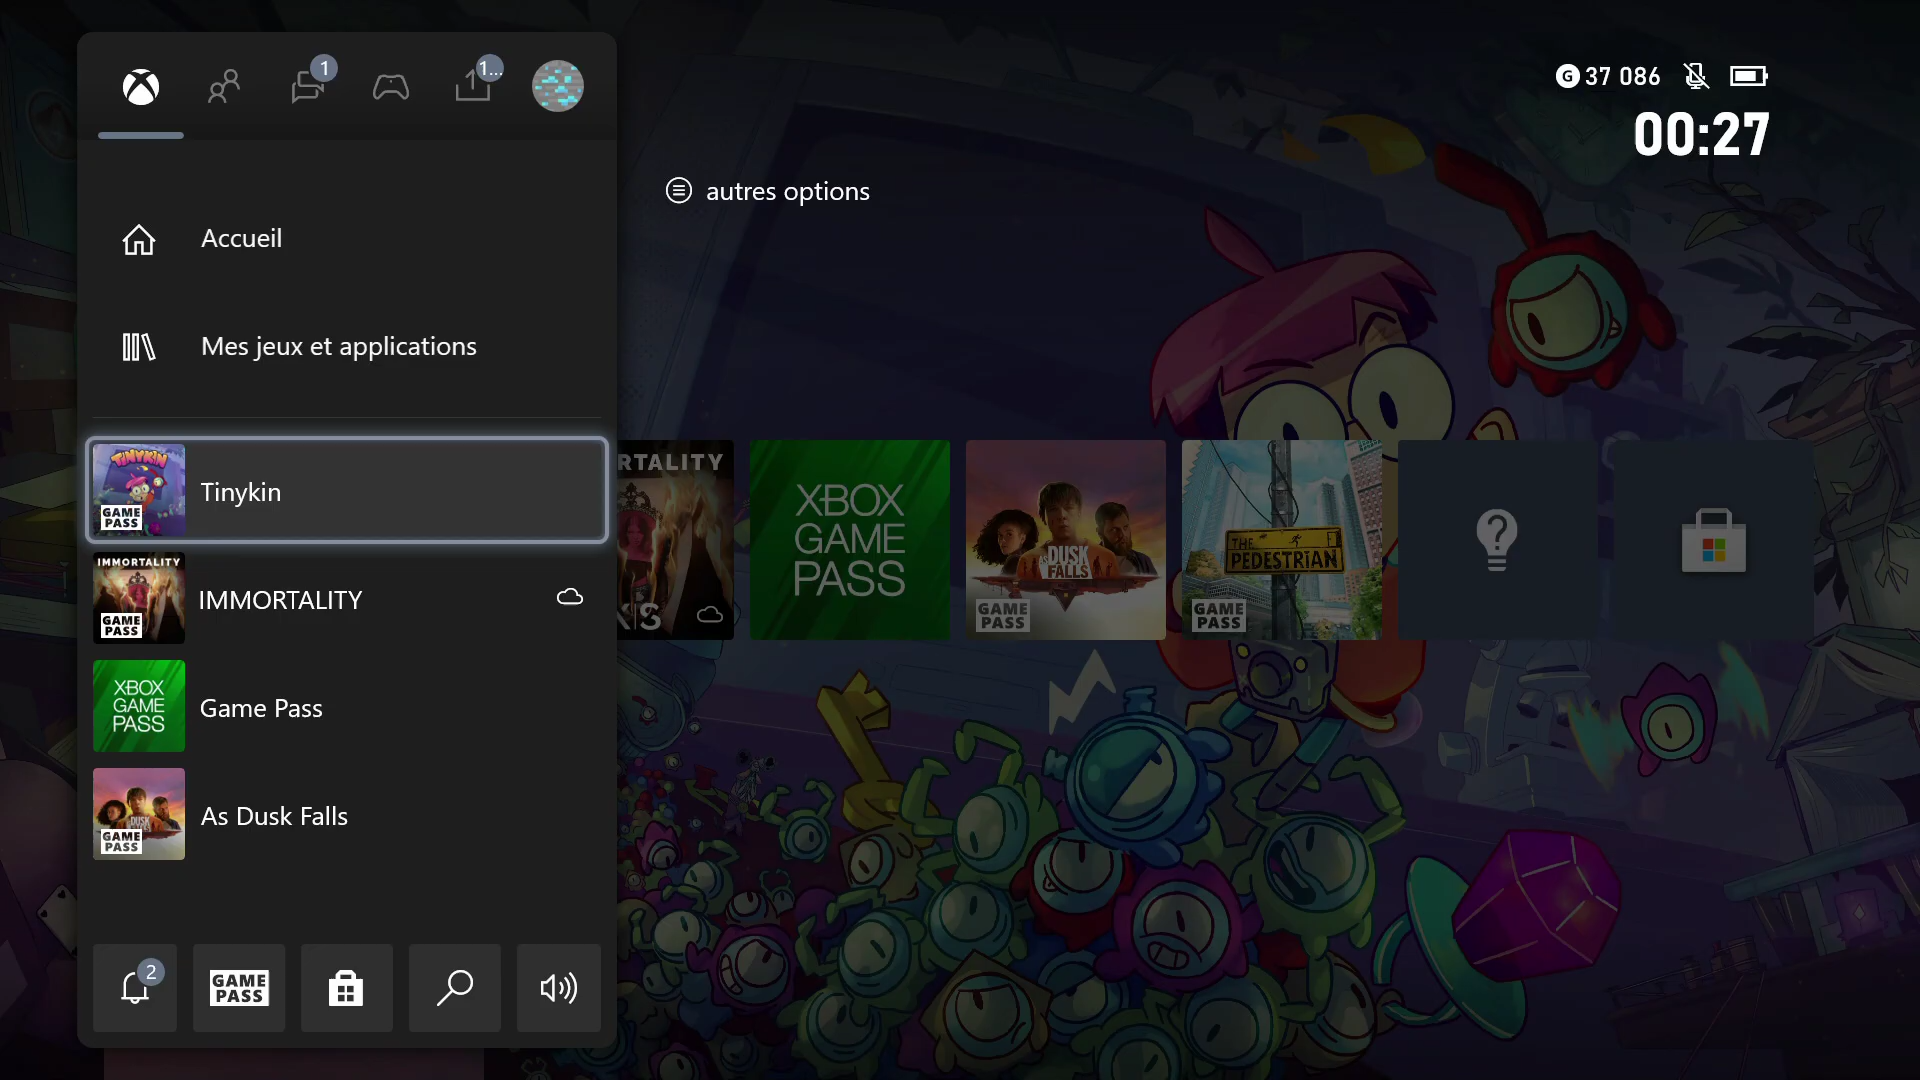 1
1...
G 37 086
00:27
autres options
Accueil
Mes jeux et applications
TINYKIN
GAME
PASS
Tinykin
IMMORTALITY
GAME
PASS
IMMORTALITY
XBOX
GAME
PASS
Game Pass
DUSK
GAME
PASS
As Dusk Falls
RTALITY
XBOX
GAME
PASS
AS DUSK
FALLS
GAME
PASS
THE
PEDESTRIAN
GAME
PASS
2
GAME
PASS